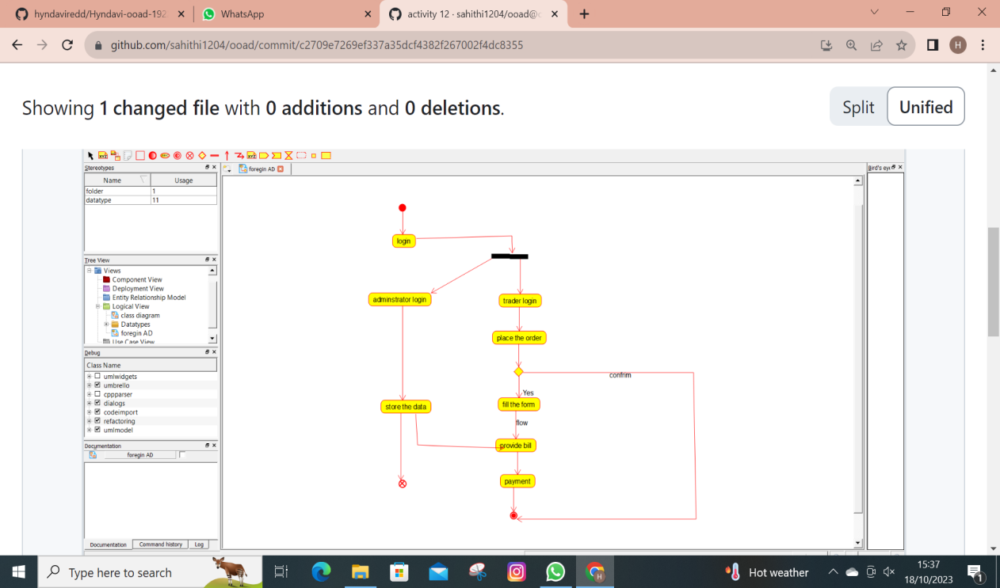 hyndaviredd/Hyndavi-ooad-192
WhatsApp
activity 12 · sahithi1204/ooad@c
github.com/sahithi1204/ooad/commit/c2709e7269ef337a35dcf4382f267002f4dc8355
H
Showing 1 changed file with 0 additions and 0 deletions.
Split
Unified
Stereotypes
Name
Usage
folder
1
datatype
11
Tree View
Views
Component View
Deployment View
Entity Relationship Model
Logical View
class diagram
Datatypes
foregin AD
Use Case View
Debug
Class Name
umlwidgets
umbrello
cppparser
dialogs
codeimport
refactoring
umlmodel
Documentation
foregin AD
Documentation
Command history
Log
foregin AD
Bird's eye
login
adminstrator login
trader login
place the order
confrim
Yes
store the data
fill the form
flow
provide bill
payment
Type here to search
H
Hot weather
15:37
18/10/2023
1